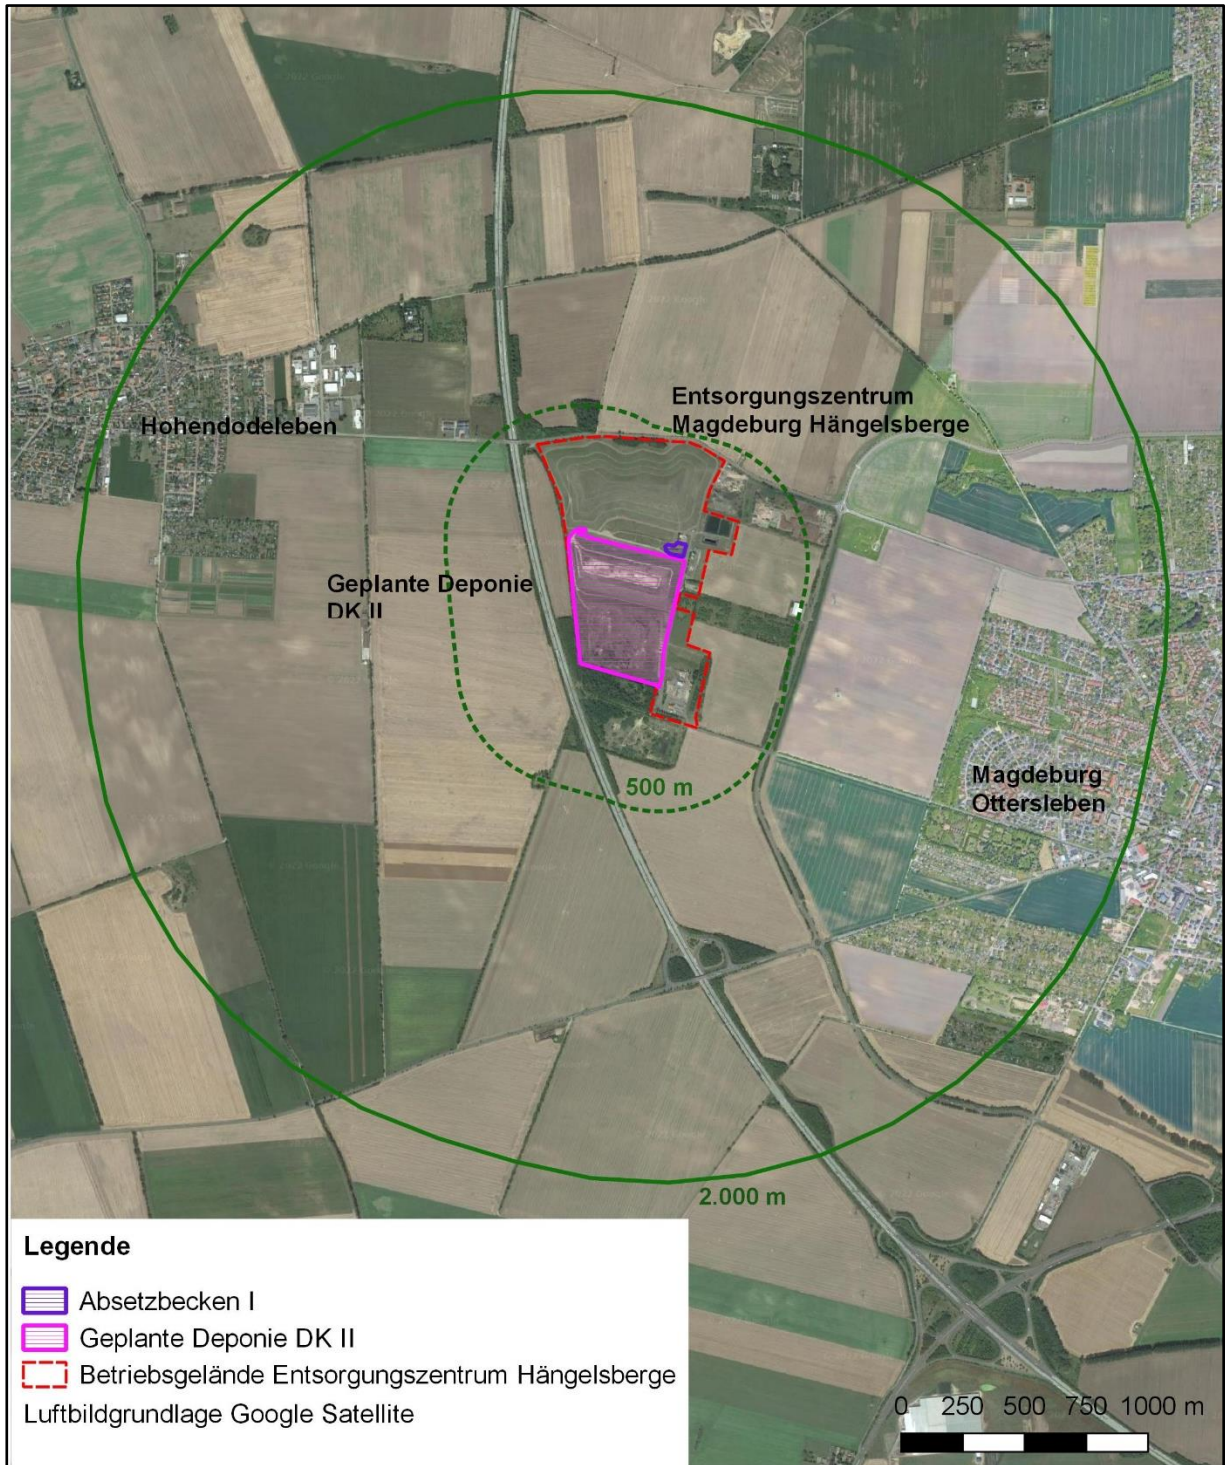 Entsorgungszentrum
Magdeburg Hängelsberge
Hohendodeleben
Geplante Deponie
DK II
500 m
Magdeburg
Ottersleben
2.000 m
Legende
Absetzbecken I
Geplante Deponie DK II
Betriebsgelände Entsorgungszentrum Hängelsberge
Luftbildgrundlage Google Satellite
0 250 500 750 1000 m